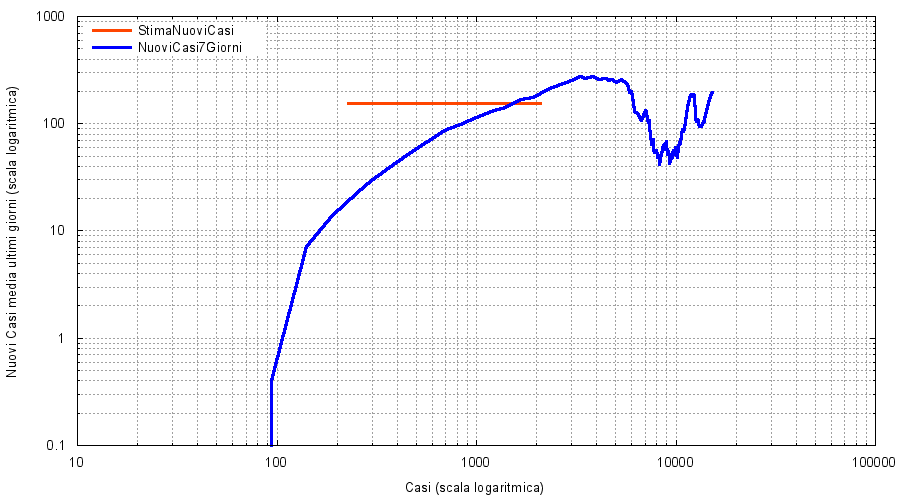 1000
StimaNuoviCasi
NuoviCasi7Giorni
100
10
1
0.1
Nuovi Casi media ultimi giorni (scala logaritmica)
10 100 1000 10000 100000
Casi (scala logaritmica)